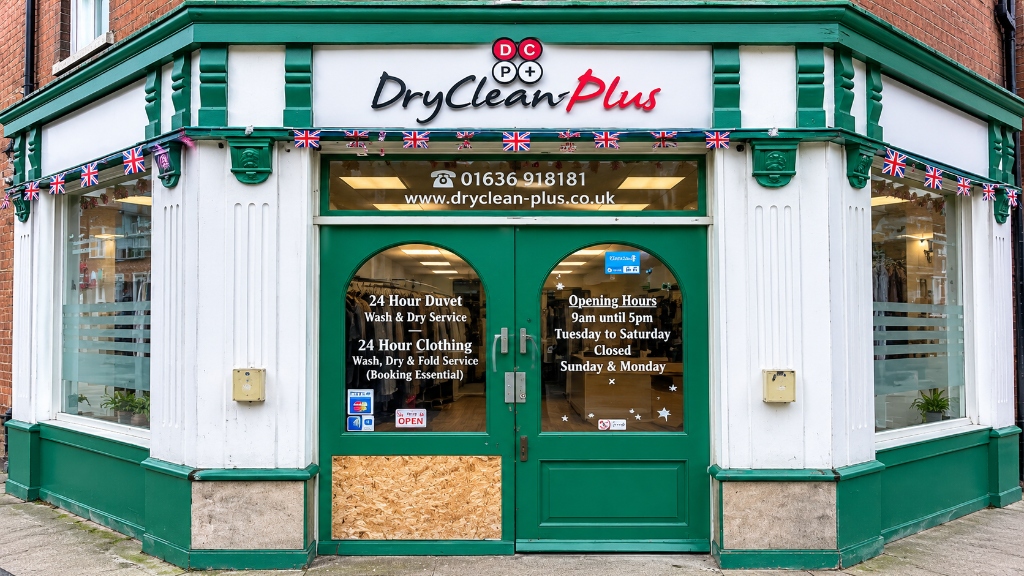 D C
P +
DryClean-Plus
☎ 01636 918181
www.dryclean-plus.co.uk
24 Hour Duvet
Wash & Dry Service
24 Hour Clothing
Wash, Dry & Fold Service
(Booking Essential)
OPEN
Opening Hours
9am until 5pm
Tuesday to Saturday
Closed
Sunday & Monday